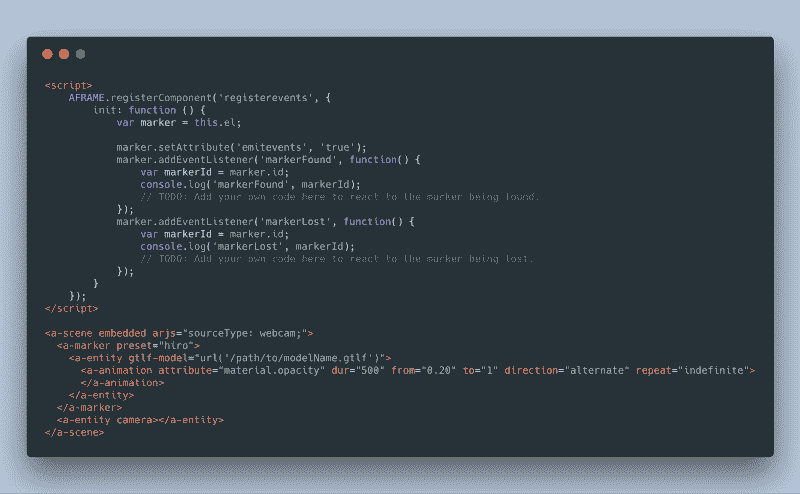 <script>
AFRAME.registerComponent('registerevents', {
init: function () {
var marker = this.el;
marker.setAttribute('emitevents', 'true');
marker.addEventListener('markerFound', function() {
var markerId = marker.id;
console.log('markerFound', markerId);
// TODO: Add your own code here to react to the marker being found.
});
marker.addEventListener('markerLost', function() {
var markerId = marker.id;
console.log('markerLost', markerId);
// TODO: Add your own code here to react to the marker being lost.
});
}
});
</script>
<a-scene embedded arjs="sourceType: webcam;">
<a-marker preset="hiro">
<a-entity gtlf-model="url('/path/to/modelName.gtlf')">
<a-animation attribute="material.opacity" dur="500" from="0.20" to="1" direction="alternate" repeat="indefinite">
</a-animation>
</a-entity>
</a-marker>
<a-entity camera></a-entity>
</a-scene>